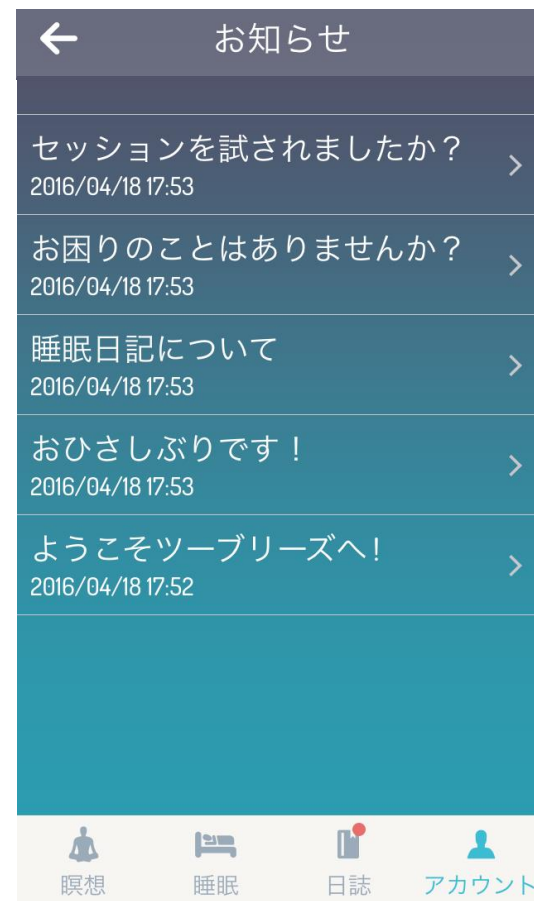 お知らせ
セッションを試されましたか？
2016/04/18 17:53
お困りのことはありませんか？
2016/04/18 17:53
睡眠日記について
2016/04/18 17:53
おひさしぶりです！
2016/04/18 17:53
ようこそツーブリーズへ!
2016/04/18 17:52
瞑想
睡眠
日誌
アカウント